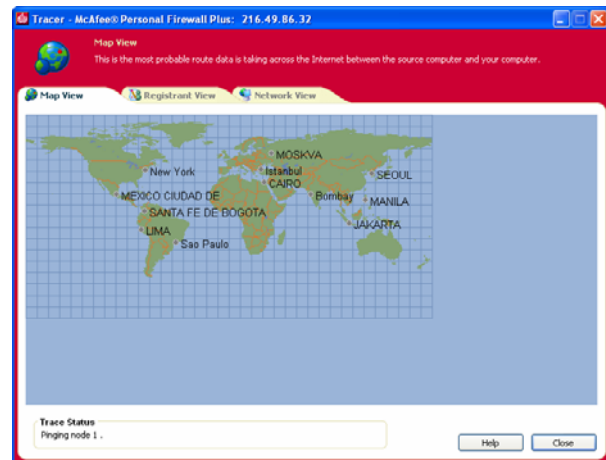 Tracer - McAfee® Personal Firewall Plus: 216.49.86.32
Map View
This is the most probable route data is taking across the Internet between the source computer and your computer.
Map View
Registrant View
Network View
MOSKVA
New York
Istanbul
SEOUL
CAIRO
MEXICO CIUDAD DE
Bombay
MANILA
SANTA FE DE BOGOTA
JAKARTA
LIMA
Sao Paulo
Trace Status
Pinging node 1 .
Help
Close